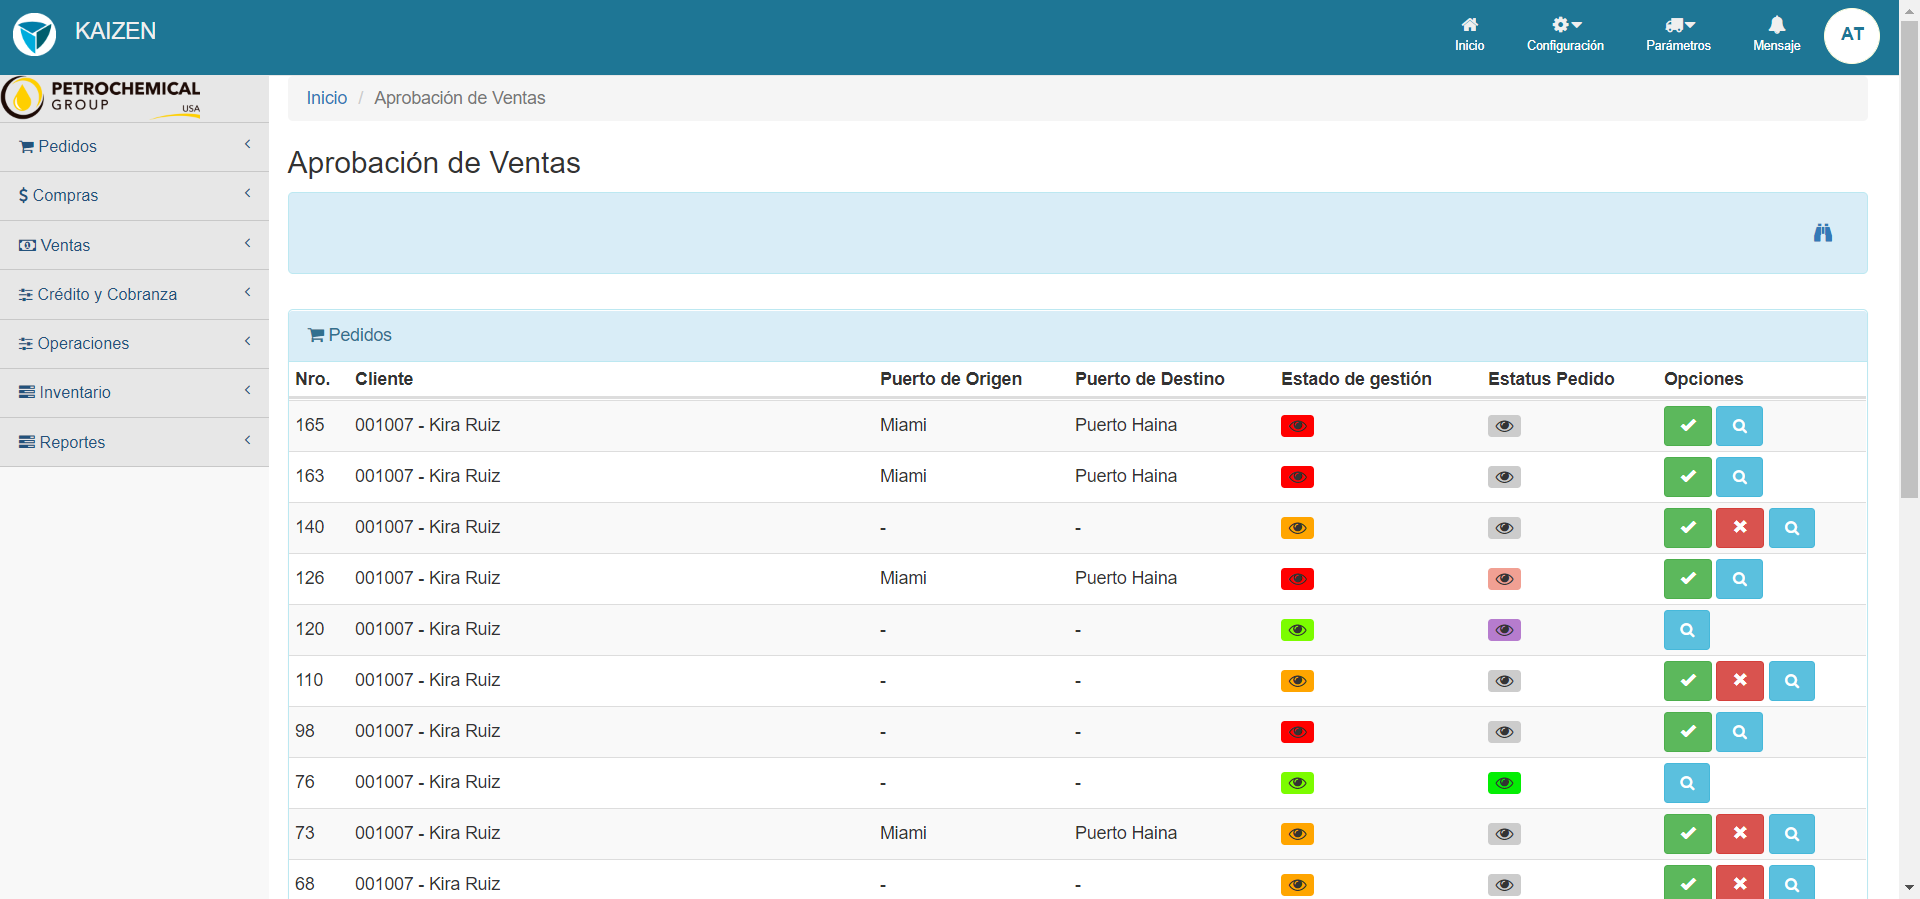 KAIZEN
Inicio
Configuración
Parámetros
Mensaje
AT
PETROCHEMICAL
GROUP
USA
Pedidos
Compras
Ventas
Crédito y Cobranza
Operaciones
Inventario
Reportes
Inicio / Aprobación de Ventas
Aprobación de Ventas
Pedidos
Nro. Cliente Puerto de Origen Puerto de Destino Estado de gestión Estatus Pedido Opciones
165 001007 - Kira Ruiz Miami Puerto Haina
163 001007 - Kira Ruiz Miami Puerto Haina
140 001007 - Kira Ruiz - -
126 001007 - Kira Ruiz Miami Puerto Haina
120 001007 - Kira Ruiz - -
110 001007 - Kira Ruiz - -
98 001007 - Kira Ruiz - -
76 001007 - Kira Ruiz - -
73 001007 - Kira Ruiz Miami Puerto Haina
68 001007 - Kira Ruiz - -